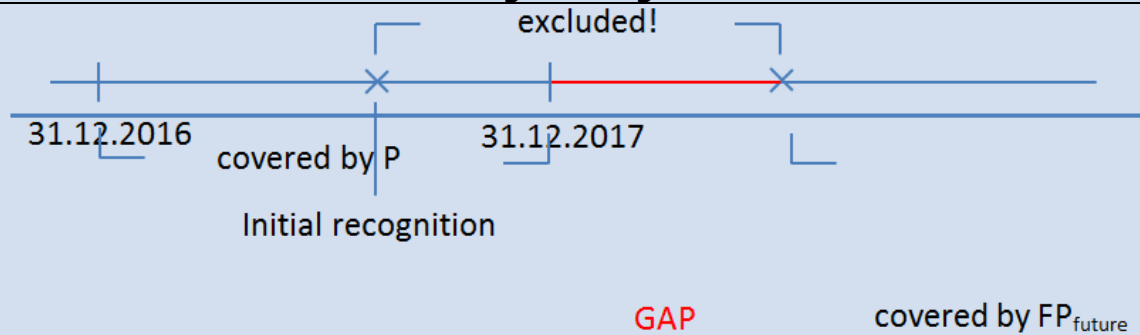 excluded!
31.12.2016
31.12.2017
covered by P
Initial recognition
GAP
covered by FPfuture